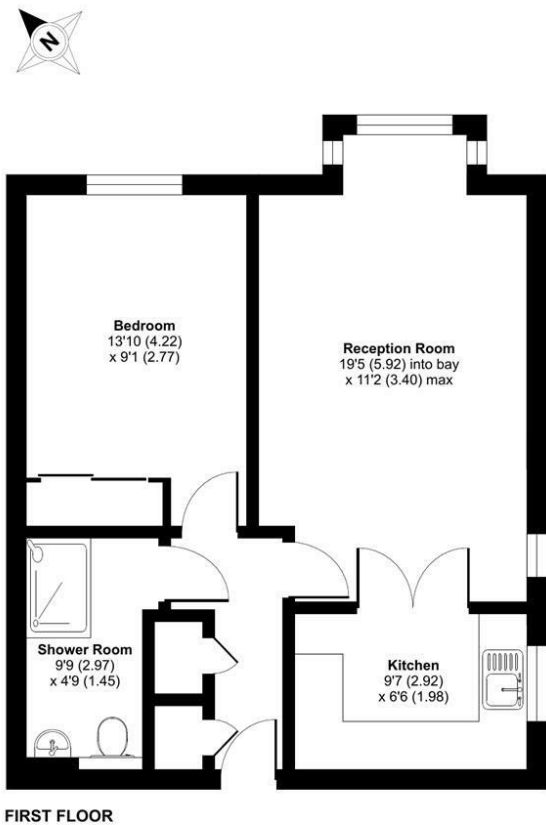 N
Bedroom
13'10 (4.22)
x 9'1 (2.77)
Reception Room
19'5 (5.92) into bay
x 11'2 (3.40) max
Shower Room
9'9 (2.97)
x 4'9 (1.45)
Kitchen
9'7 (2.92)
x 6'6 (1.98)
FIRST FLOOR